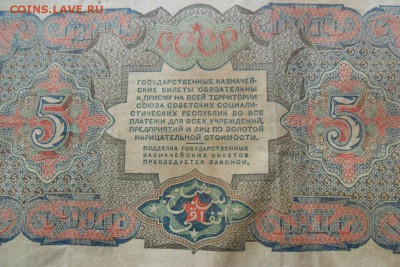 COINS.LAVE.RU
СССР
ГОСУДАРСТВЕННЫЕ КАЗНАЧЕЙ-
СКИЕ БИЛЕТЫ ОБЯЗАТЕЛЬНЫ
К ПРИЕМУ НА ВСЕЙ ТЕРРИТОРИИ
СОЮЗА СОВЕТСКИХ СОЦИАЛИ-
СТИЧЕСКИХ РЕСПУБЛИК ВО ВСЕ
ПЛАТЕЖИ ДЛЯ ВСЕХ УЧРЕЖДЕНИЙ,
ПРЕДПРИЯТИЙ И ЛИЦ ПО ЗОЛОТОЙ
НАРИЦАТЕЛЬНОЙ СТОИМОСТИ.
5
5
ПОДДЕЛКА ГОСУДАРСТВЕННЫХ
КАЗНАЧЕЙСКИХ БИЛЕТОВ
ПРЕСЛЕДУЕТСЯ ЗАКОНОМ.